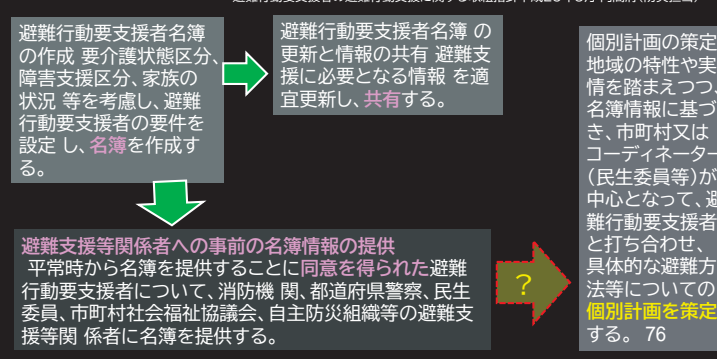 避難行動要支援者名簿
の作成 要介護状態区分、
障害支援区分、家族の
状況 等を考慮し、避難
行動要支援者の要件を
設定 し、名簿を作成す
る。
避難行動要支援者名簿 の
更新と情報の共有 避難支
援に必要となる情報 を適
宜更新し、共有する。
避難支援等関係者への事前の名簿情報の提供
平常時から名簿を提供することに同意を得られた避難
行動要支援者について、消防機 関、都道府県警察、民生
委員、市町村社会福祉協議会、自主防災組織等の避難支
援等関 係者に名簿を提供する。
?
個別計画の策定
地域の特性や実
情を踏まえつつ、
名簿情報に基づ
き、市町村又は
コーディネーター
（民生委員等）が
中心となって、避
難行動要支援者
と打ち合わせ、
具体的な避難方
法等についての
個別計画を策定
する。 76